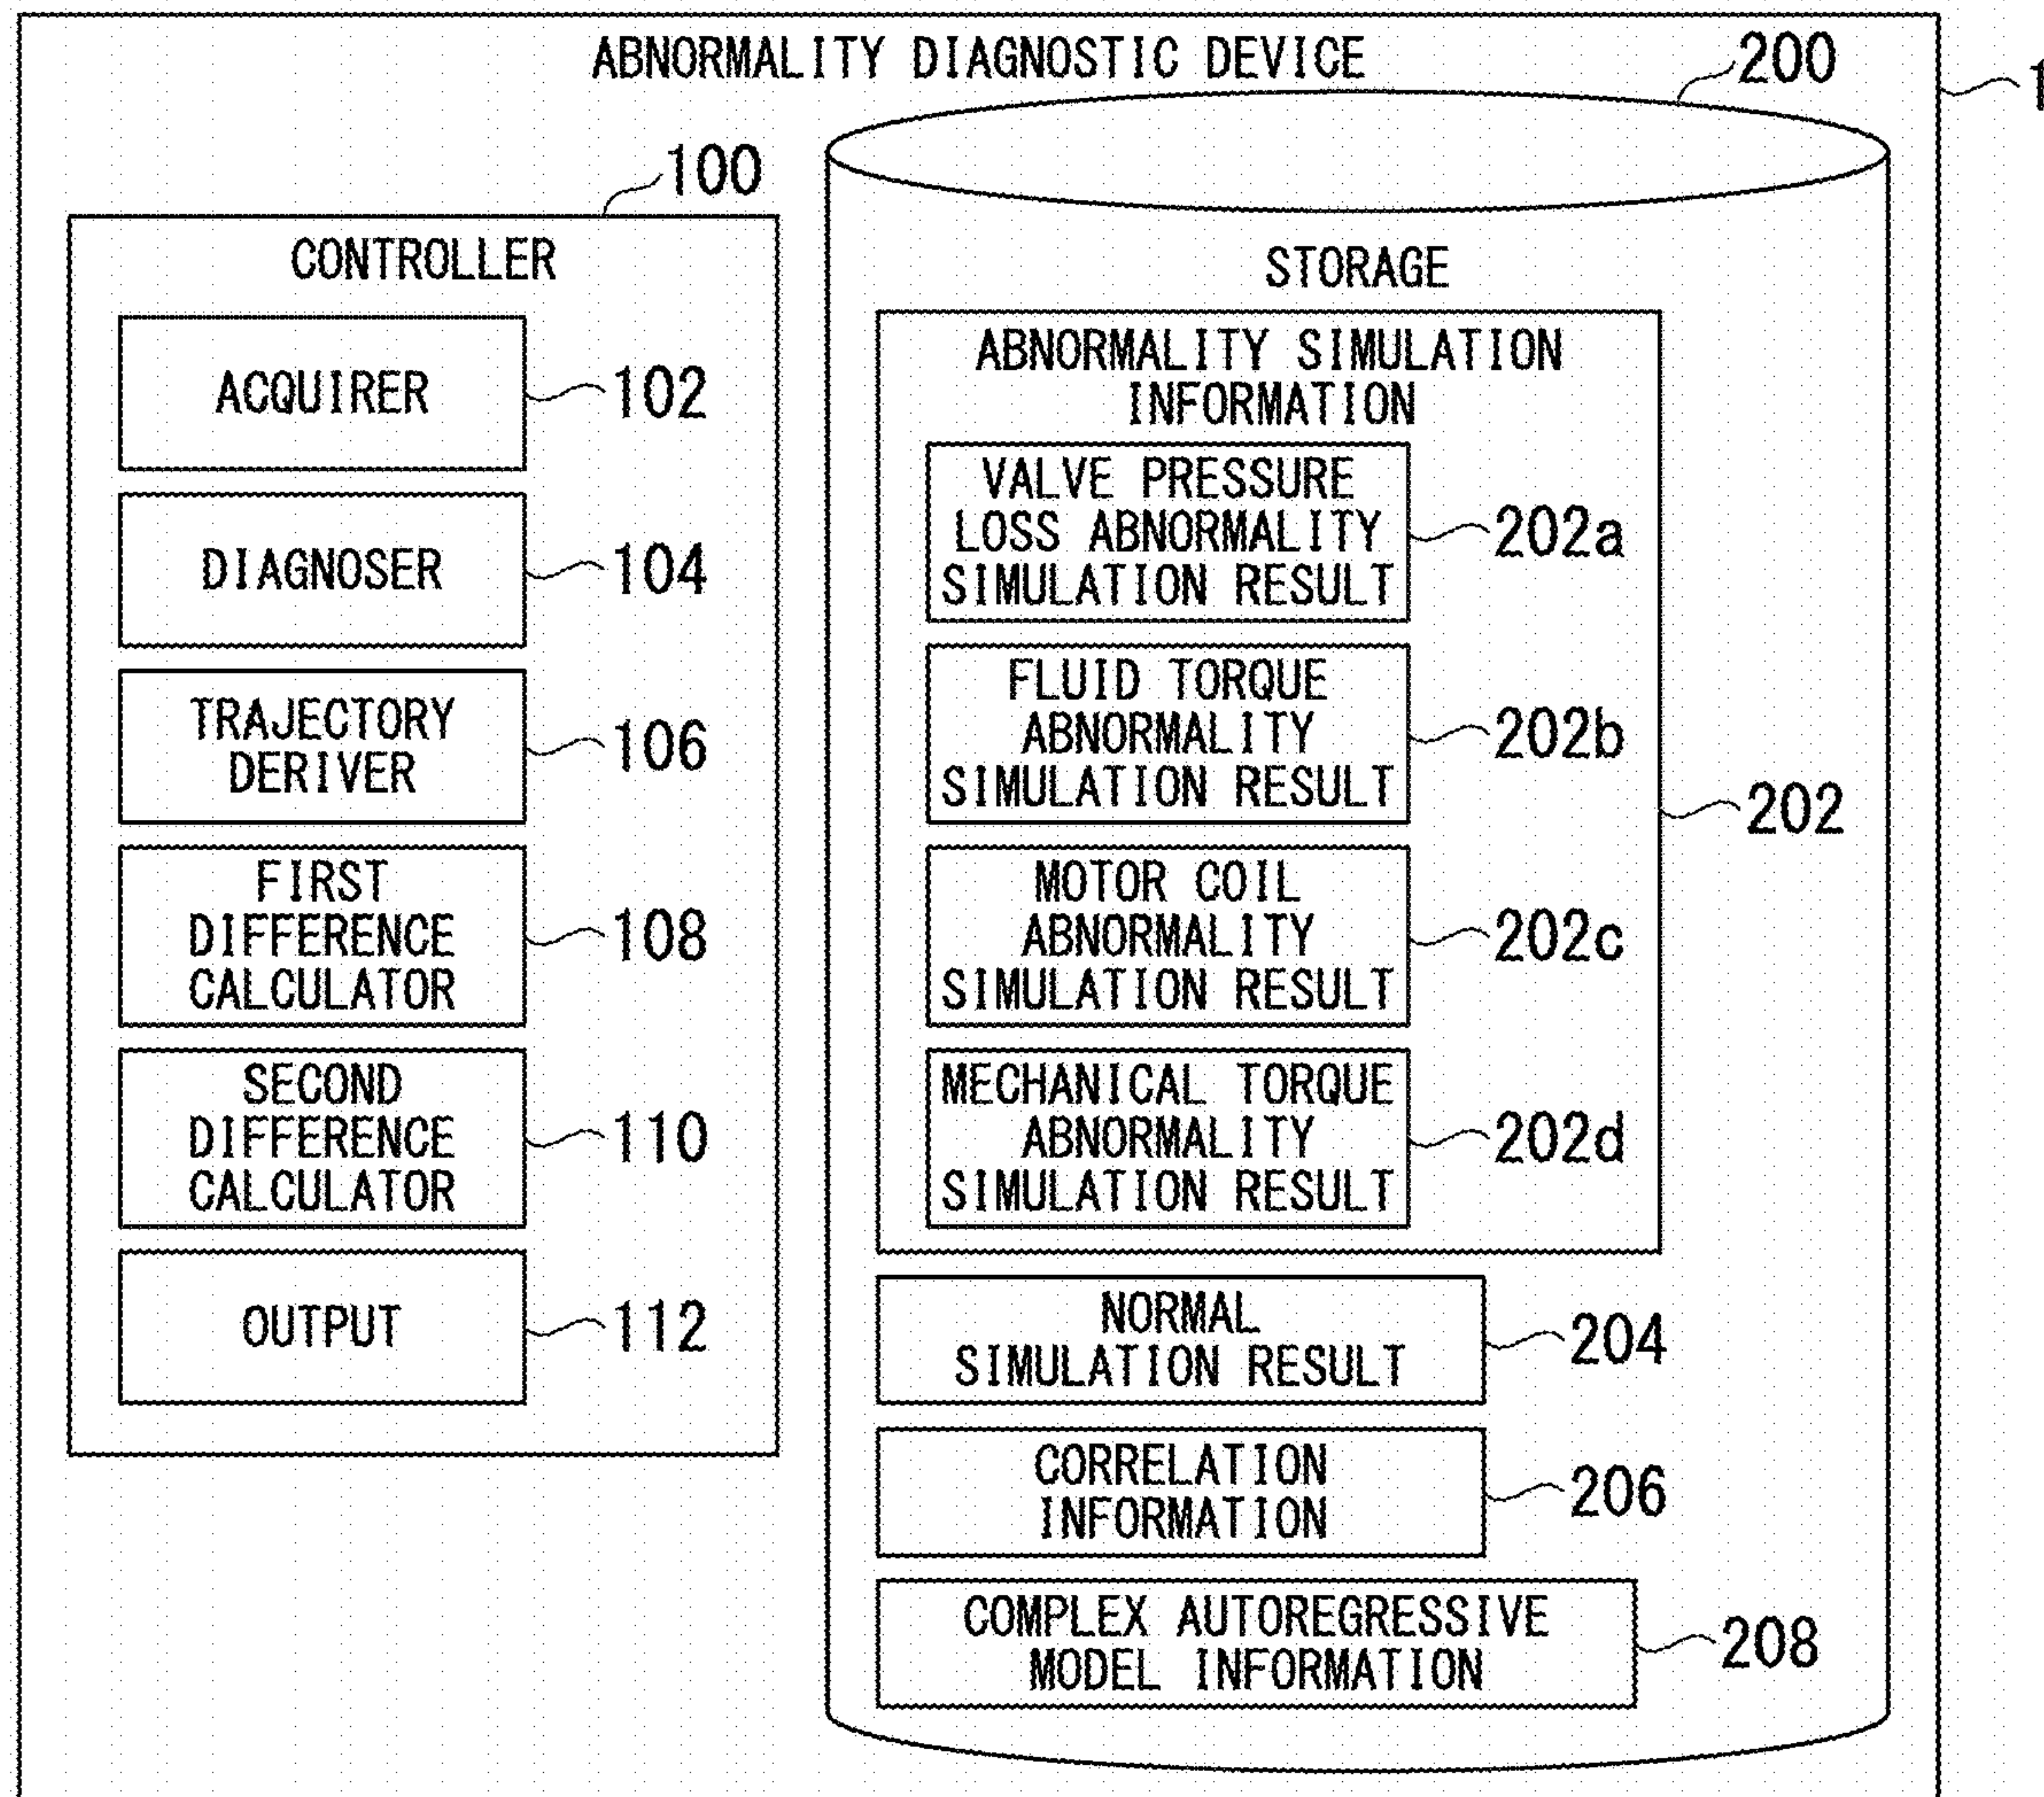 ABNORMALITY DIAGNOSTIC DEVICE
200
1
100
CONTROLLER
ACQUIRER
102
DIAGNOSER
104
TRAJECTORY
DERIVER
106
FIRST
DIFFERENCE
CALCULATOR
108
SECOND
DIFFERENCE
CALCULATOR
110
OUTPUT
112
STORAGE
ABNORMALITY SIMULATION
INFORMATION
VALVE PRESSURE
LOSS ABNORMALITY
SIMULATION RESULT
202a
FLUID TORQUE
ABNORMALITY
SIMULATION RESULT
202b
202
MOTOR COIL
ABNORMALITY
SIMULATION RESULT
202c
MECHANICAL TORQUE
ABNORMALITY
SIMULATION RESULT
202d
NORMAL
SIMULATION RESULT
204
CORRELATION
INFORMATION
206
COMPLEX AUTOREGRESSIVE
MODEL INFORMATION
208